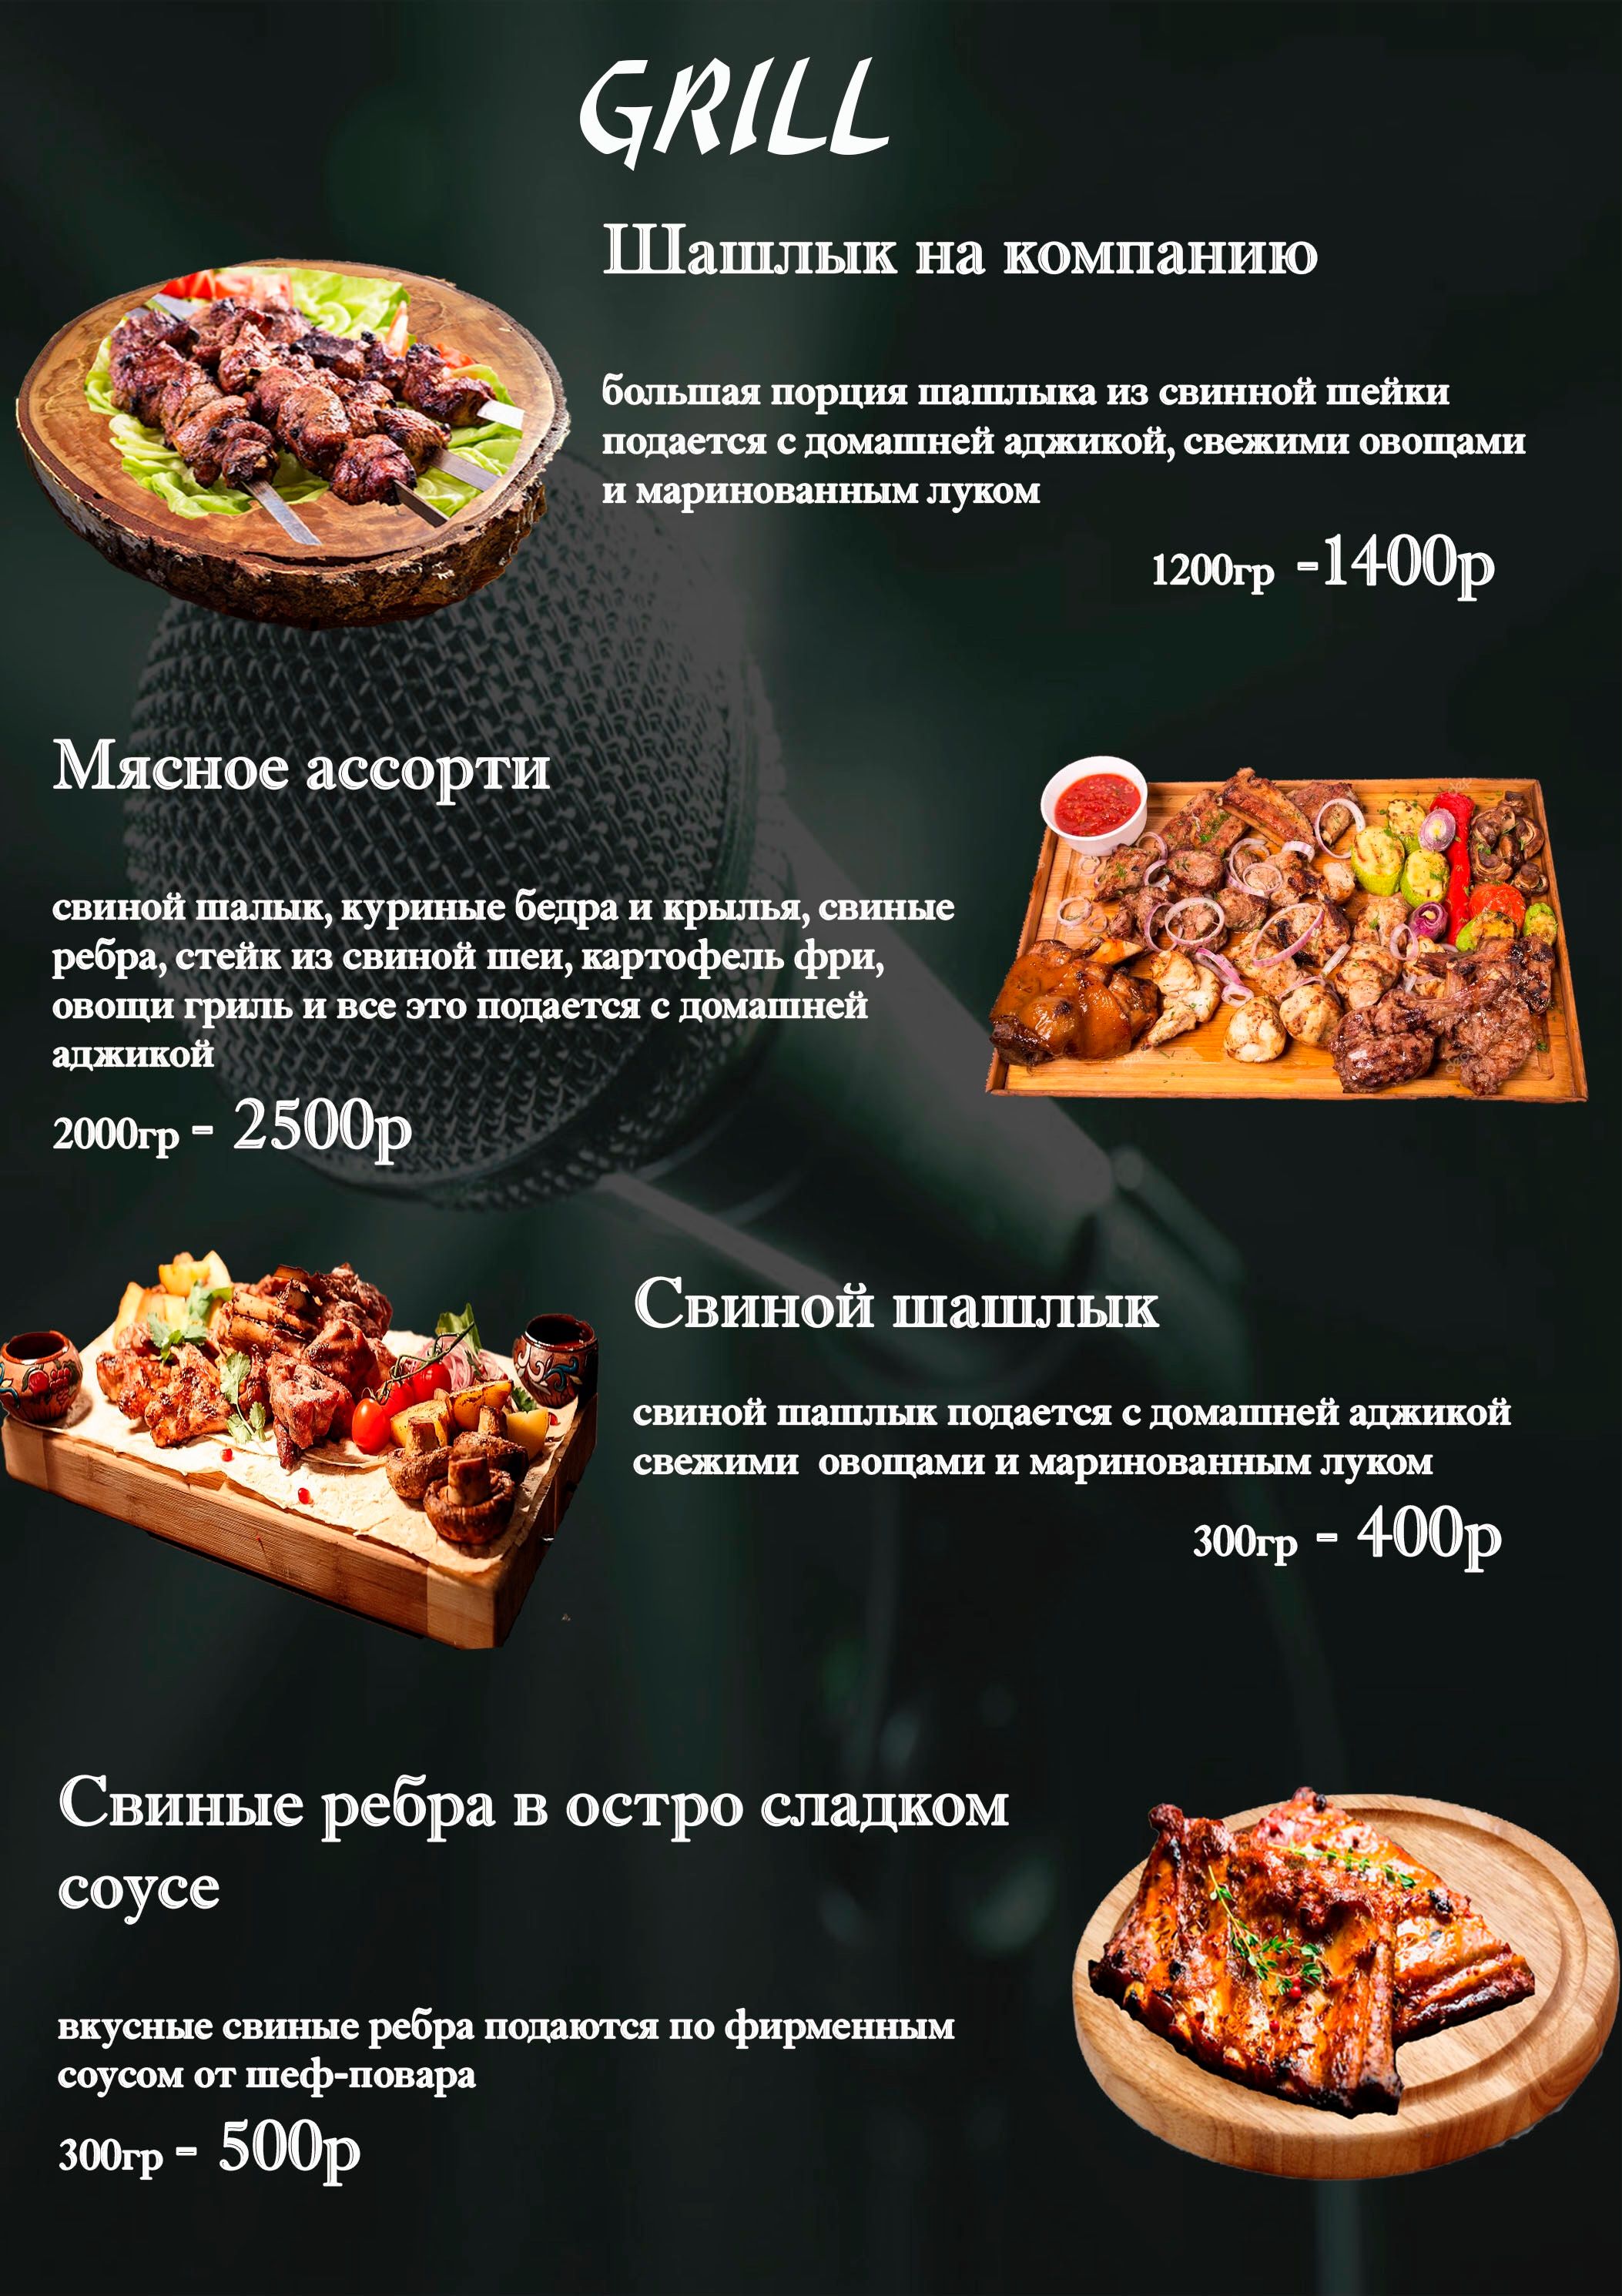 GRILL
Шашлык на компанию
большая порция шашлыка из свинной шейки
подается с домашней аджикой, свежими овощами
и маринованным луком
1200гр -1400р
Мясное ассорти
свиной шалык, куриные бедра и крылья, свиные
ребра, стейк из свиной шеи, картофель фри,
овощи гриль и все это подается с домашней
аджикой
2000гр - 2500р
Свиной шашлык
свиной шашлык подается с домашней аджикой
свежими овощами и маринованным луком
300гр - 400р
Свиные ребра в остро сладком
соусе
вкусные свиные ребра подаются по фирменным
соусом от шеф-повара
300гр - 500р